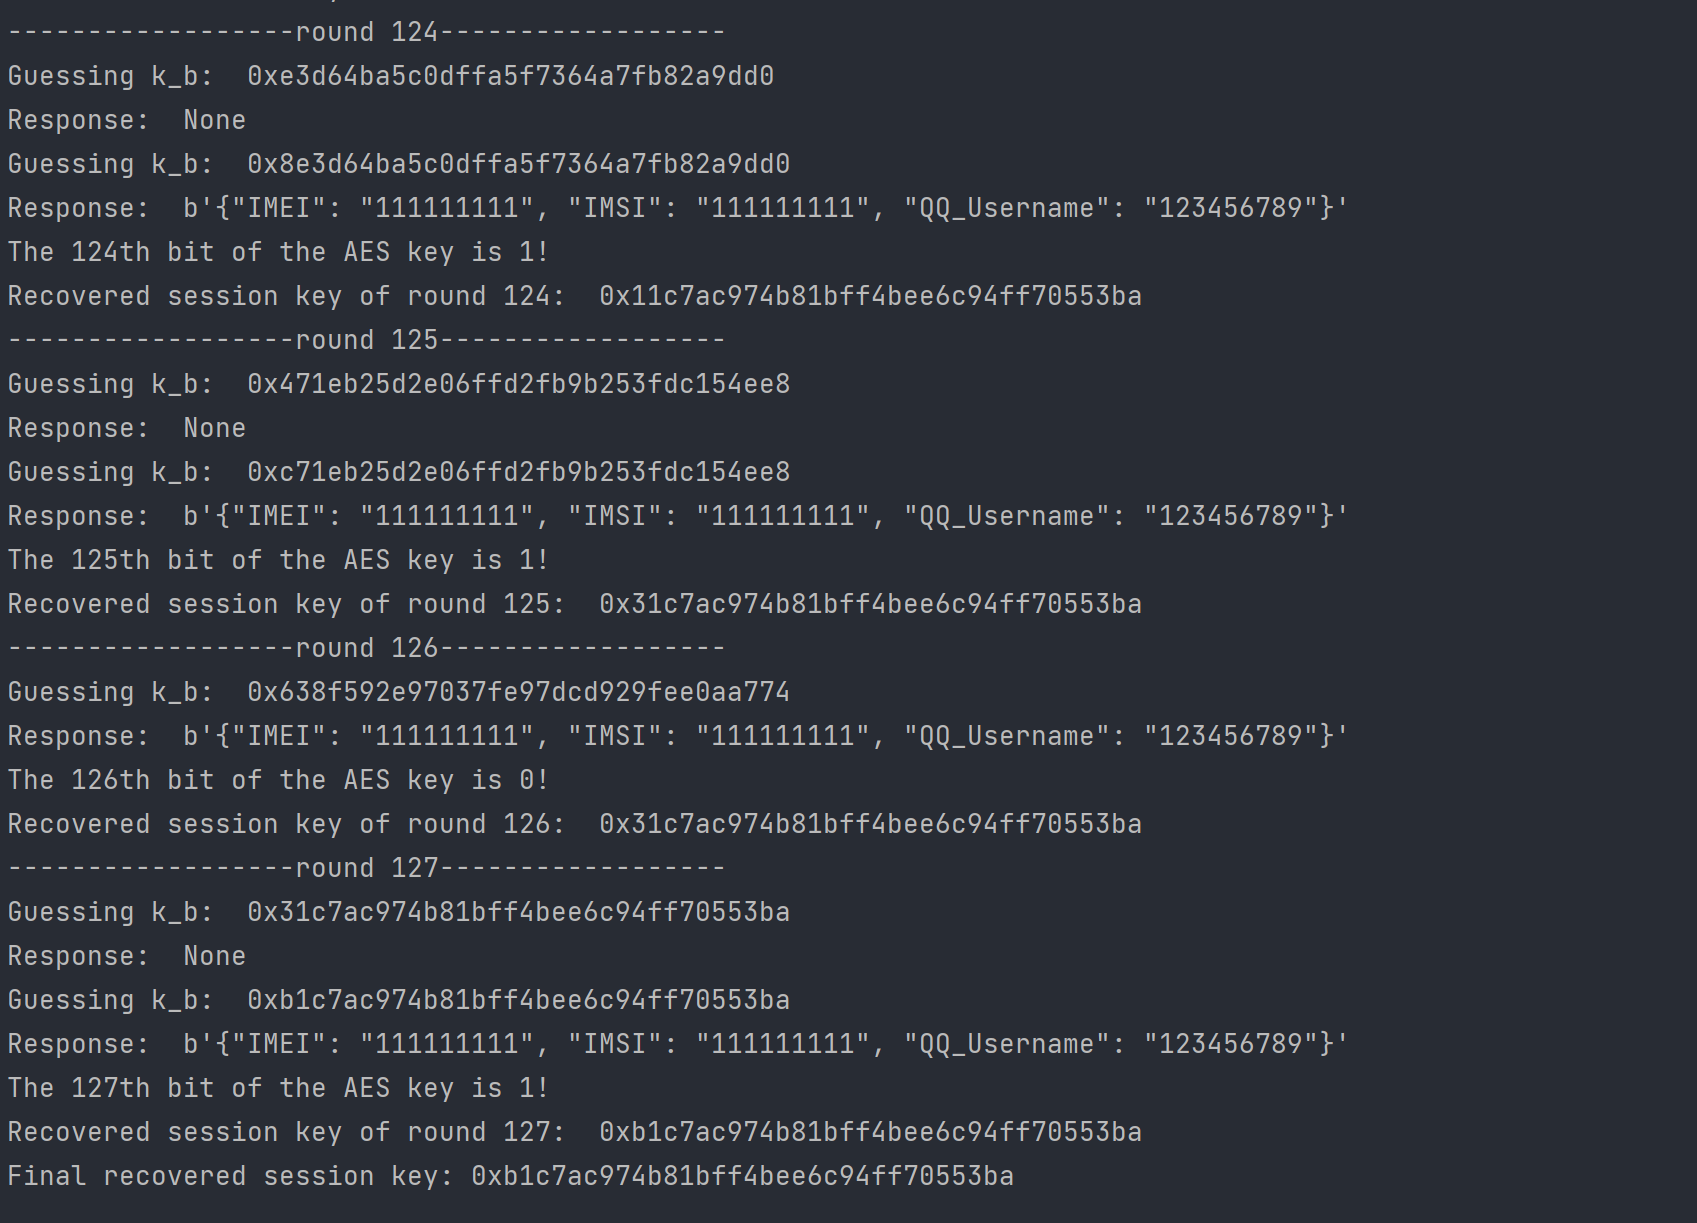 ------------------round 124------------------
Guessing k_b:  0xe3d64ba5c0dffa5f7364a7fb82a9dd0
Response:  None
Guessing k_b:  0x8e3d64ba5c0dffa5f7364a7fb82a9dd0
Response:  b'{"IMEI": "111111111", "IMSI": "111111111", "QQ_Username": "123456789"}'
The 124th bit of the AES key is 1!
Recovered session key of round 124:  0x11c7ac974b81bff4bee6c94ff70553ba
------------------round 125------------------
Guessing k_b:  0x471eb25d2e06ffd2fb9b253fdc154ee8
Response:  None
Guessing k_b:  0xc71eb25d2e06ffd2fb9b253fdc154ee8
Response:  b'{"IMEI": "111111111", "IMSI": "111111111", "QQ_Username": "123456789"}'
The 125th bit of the AES key is 1!
Recovered session key of round 125:  0x31c7ac974b81bff4bee6c94ff70553ba
------------------round 126------------------
Guessing k_b:  0x638f592e97037fe97dcd929fee0aa774
Response:  b'{"IMEI": "111111111", "IMSI": "111111111", "QQ_Username": "123456789"}'
The 126th bit of the AES key is 0!
Recovered session key of round 126:  0x31c7ac974b81bff4bee6c94ff70553ba
------------------round 127------------------
Guessing k_b:  0x31c7ac974b81bff4bee6c94ff70553ba
Response:  None
Guessing k_b:  0xb1c7ac974b81bff4bee6c94ff70553ba
Response:  b'{"IMEI": "111111111", "IMSI": "111111111", "QQ_Username": "123456789"}'
The 127th bit of the AES key is 1!
Recovered session key of round 127:  0xb1c7ac974b81bff4bee6c94ff70553ba
Final recovered session key: 0xb1c7ac974b81bff4bee6c94ff70553ba